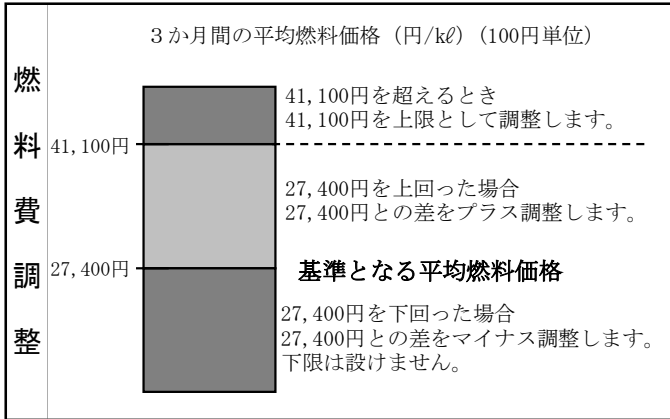 燃料費調整
3か月間の平均燃料価格（円/kℓ）(100円単位)
41,100円を超えるとき
41,100円を上限として調整します。
41,100円
27,400円を上回った場合
27,400円との差をプラス調整します。
27,400円
基準となる平均燃料価格
27,400円を下回った場合
27,400円との差をマイナス調整します。
下限は設けません。